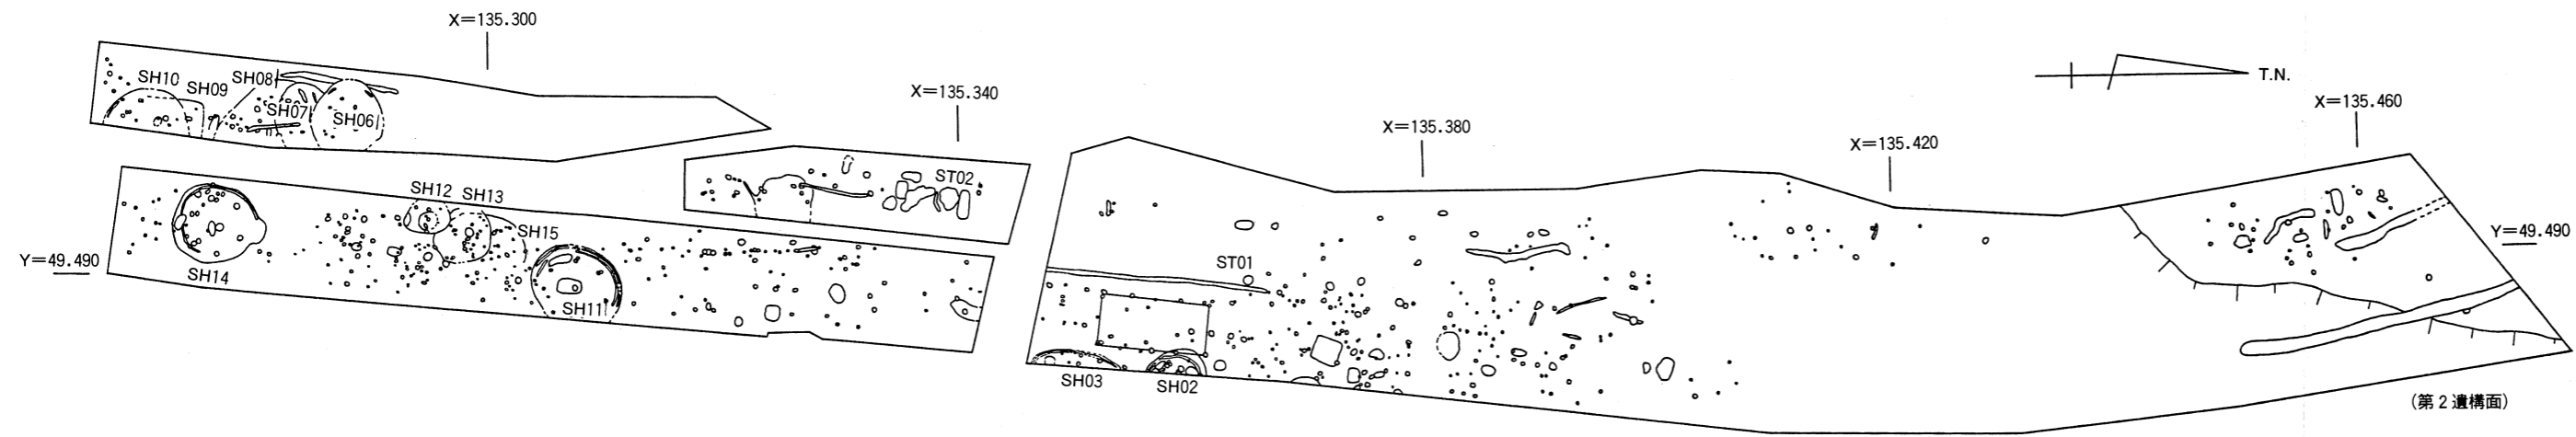 X=135.300
T.N.
SH10
SH09
SH08
X=135.340
X=135.460
SH07
SH06
X=135.380
X=135.420
ST02
SH12
SH13
SH15
Y=49.490
SH14
ST01
Y=49.490
SH11
SH03
SH02
(第2遺構面)